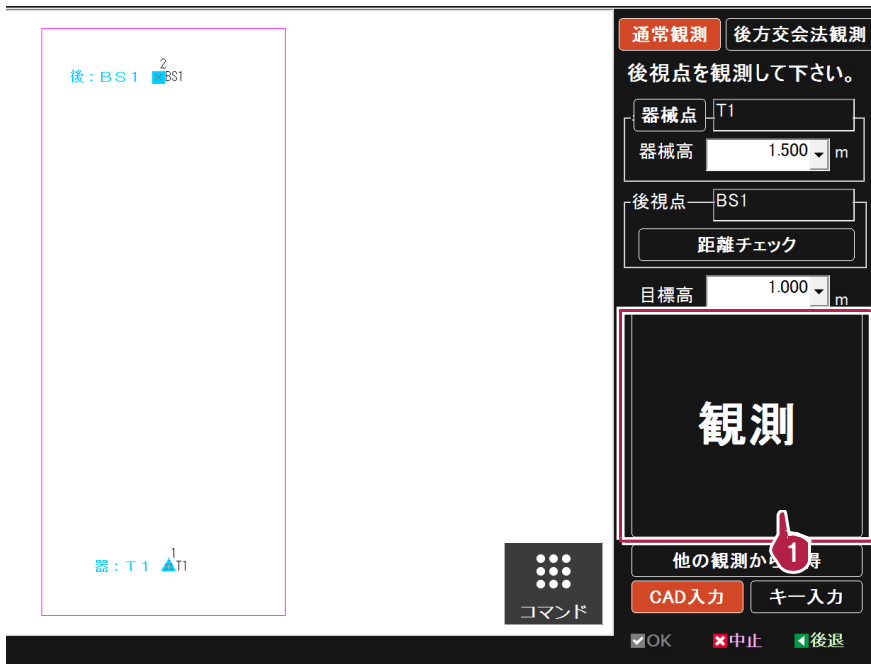 通常観測 後方交会法観測
後視点を観測して下さい。
器械点 T1
器械高 1.500 m
後視点 BS1
距離チェック
目標高 1.000 m
観測
1
他の観測から 得
CAD入力 キー入力
OK 中止 後退
2
後:BS1 BS1
1
器:T1 T1
コマンド